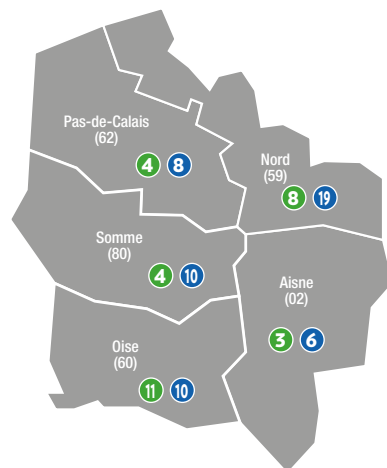 Pas-de-Calais
(62)
4 8
Nord
(59)
8 19
Somme
(80)
4 10
Aisne
(02)
3 6
Oise
(60)
11 10